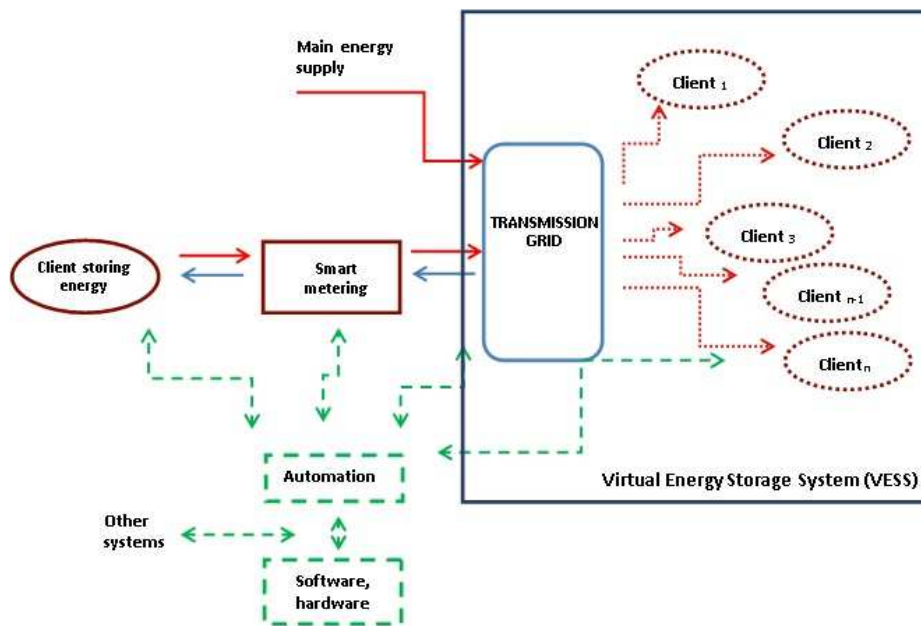 Main energy
supply
Client 1
Client 2
TRANSMISSION
GRID
Client 3
Client storing
energy
Smart
metering
Client n-1
Client n
Automation
Virtual Energy Storage System (VESS)
Other
systems
Software,
hardware